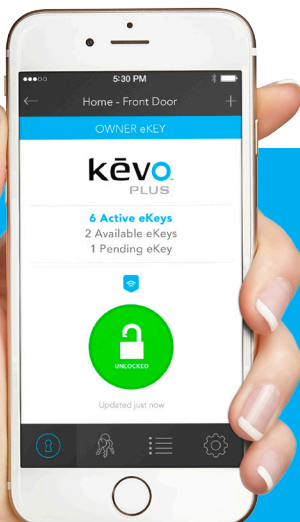 5:30 PM
Home - Front Door
OWNER eKEY
kēvo
PLUS
6 Active eKeys
2 Available eKeys
1 Pending eKey
UNLOCKED
Updated just now